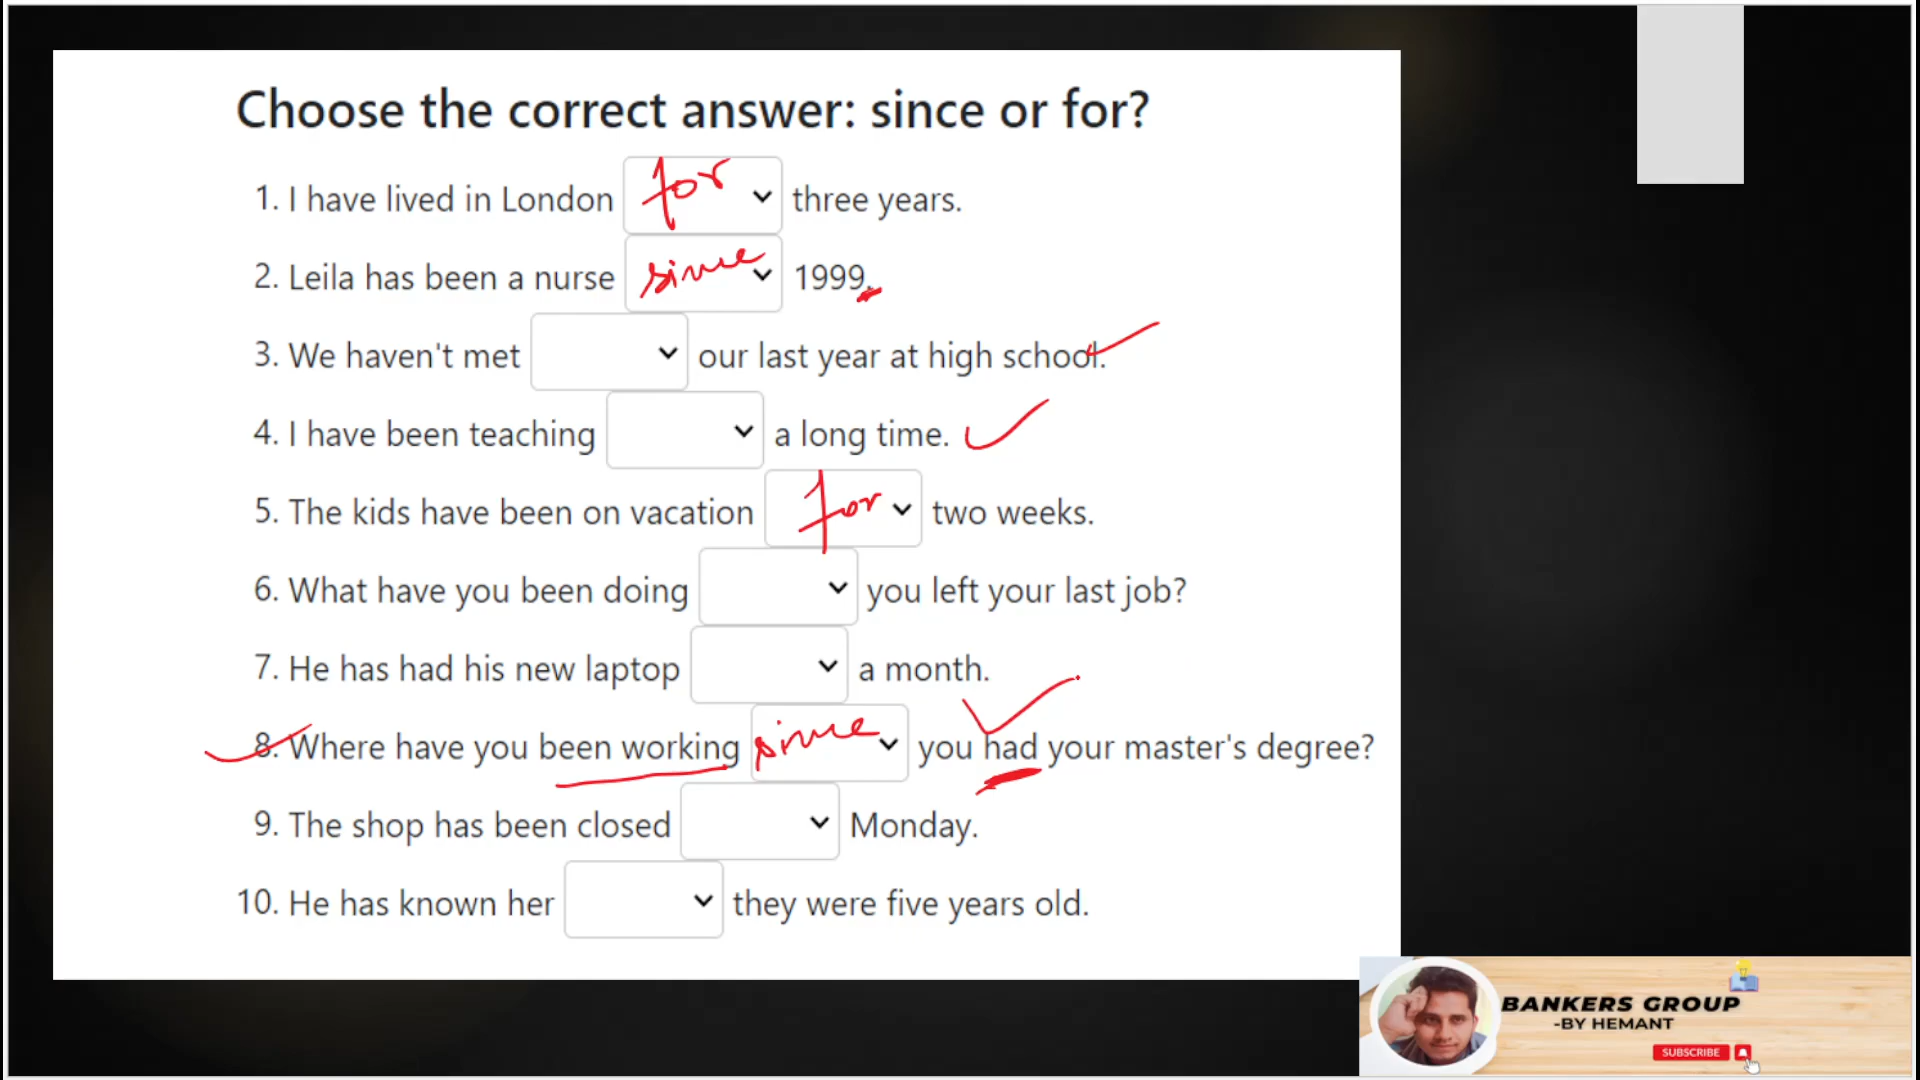 Choose the correct answer: since or for?
1. I have lived in London for three years.
2. Leila has been a nurse since 1999.
3. We haven't met our last year at high school.
4. I have been teaching a long time.
5. The kids have been on vacation for two weeks.
6. What have you been doing you left your last job?
7. He has had his new laptop a month.
8. Where have you been working since you had your master's degree?
9. The shop has been closed Monday.
10. He has known her they were five years old.
BANKERS GROUP
-BY HEMANT
SUBSCRIBE